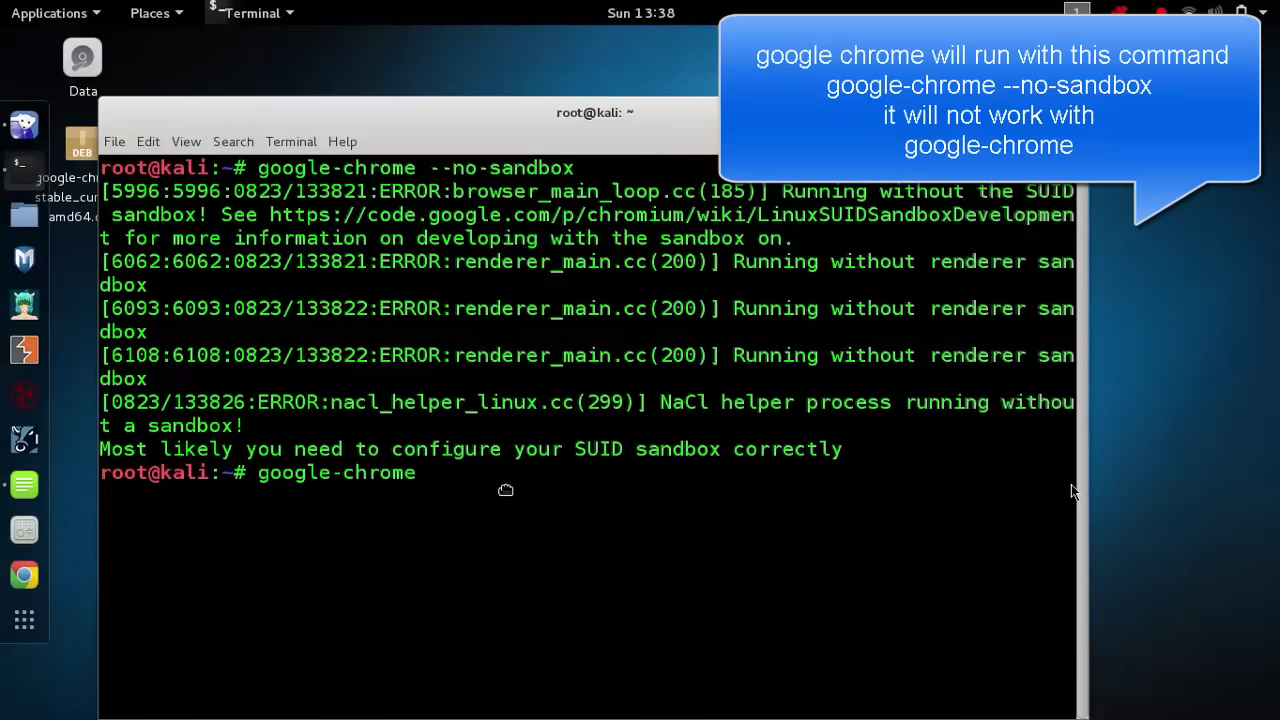 Applications Places Terminal Sun 13:38 1
google chrome will run with this command
google-chrome --no-sandbox
it will not work with
google-chrome
Data
DEB
google-chr
stable_cur
amd64.d
root@kali: ~
File Edit View Search Terminal Help
root@kali:~# google-chrome --no-sandbox
[5996:5996:0823/133821:ERROR:browser_main_loop.cc(185)] Running without the SUID
sandbox! See https://code.google.com/p/chromium/wiki/LinuxSUIDSandboxDevelopmen
t for more information on developing with the sandbox on.
[6062:6062:0823/133821:ERROR:renderer_main.cc(200)] Running without renderer san
dbox
[6093:6093:0823/133822:ERROR:renderer_main.cc(200)] Running without renderer san
dbox
[6108:6108:0823/133822:ERROR:renderer_main.cc(200)] Running without renderer san
dbox
[0823/133826:ERROR:nacl_helper_linux.cc(299)] NaCl helper process running withou
t a sandbox!
Most likely you need to configure your SUID sandbox correctly
root@kali:~# google-chrome